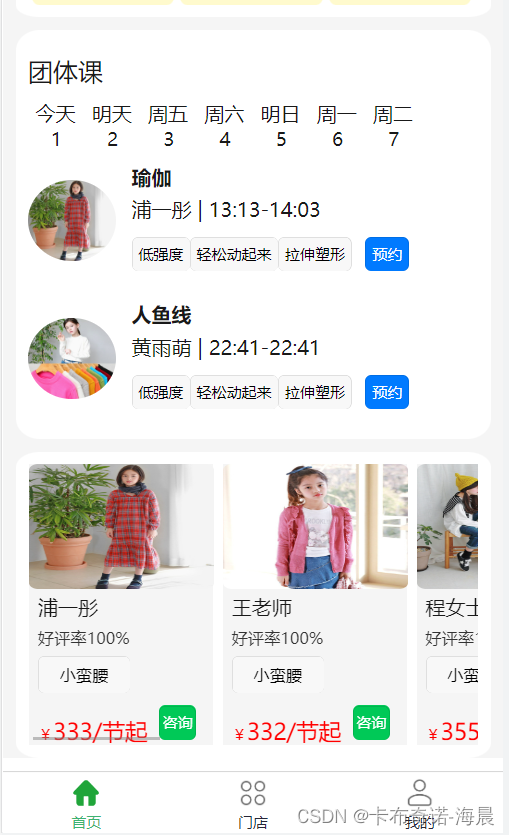 团体课
今天 明天 周五 周六 明日 周一 周二
1 2 3 4 5 6 7
瑜伽
浦一彤 | 13:13-14:03
低强度 轻松动起来 拉伸塑形 预约
人鱼线
黄雨萌 | 22:41-22:41
低强度 轻松动起来 拉伸塑形 预约
浦一彤 王老师 程女士
好评率100% 好评率100% 好评率1
小蛮腰 小蛮腰 小蛮
￥333/节起 咨询 ￥332/节起 咨询 ￥355
首页 门店 我的
CSDN @卡布奇诺-海晨